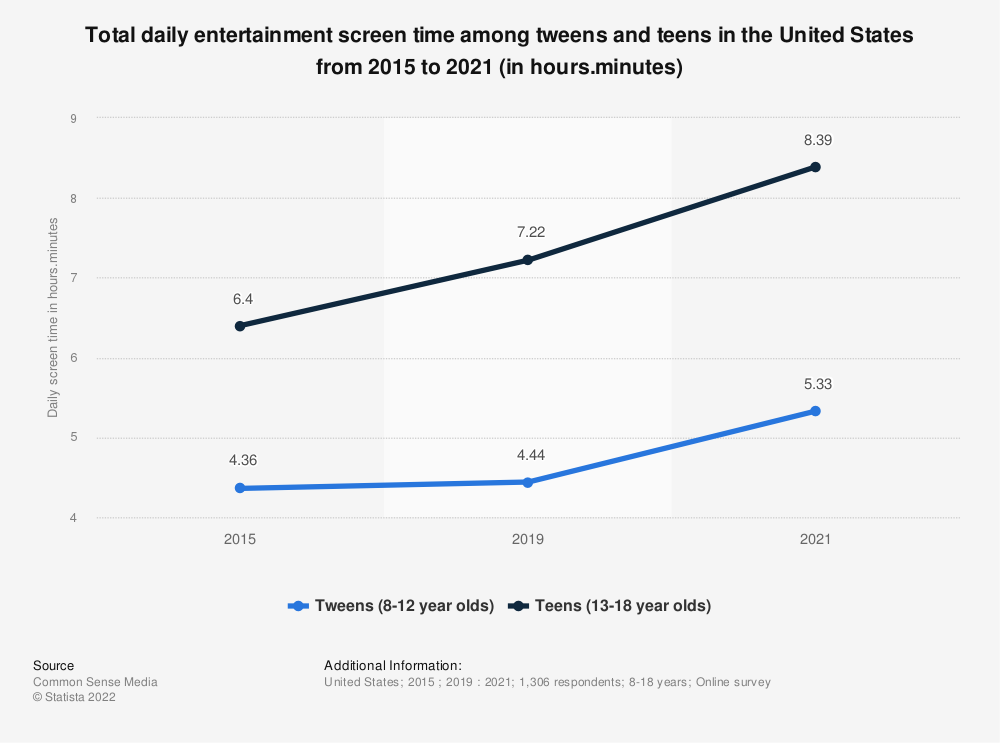 Total daily entertainment screen time among tweens and teens in the United States
from 2015 to 2021 (in hours.minutes)
Daily screen time in hours.minutes
9
8
7
6
5
4
6.4
7.22
8.39
4.36
4.44
5.33
2015 2019 2021
Tweens (8-12 year olds) Teens (13-18 year olds)
Source
Common Sense Media
© Statista 2022
Additional Information:
United States; 2015 ; 2019 : 2021; 1,306 respondents; 8-18 years; Online survey